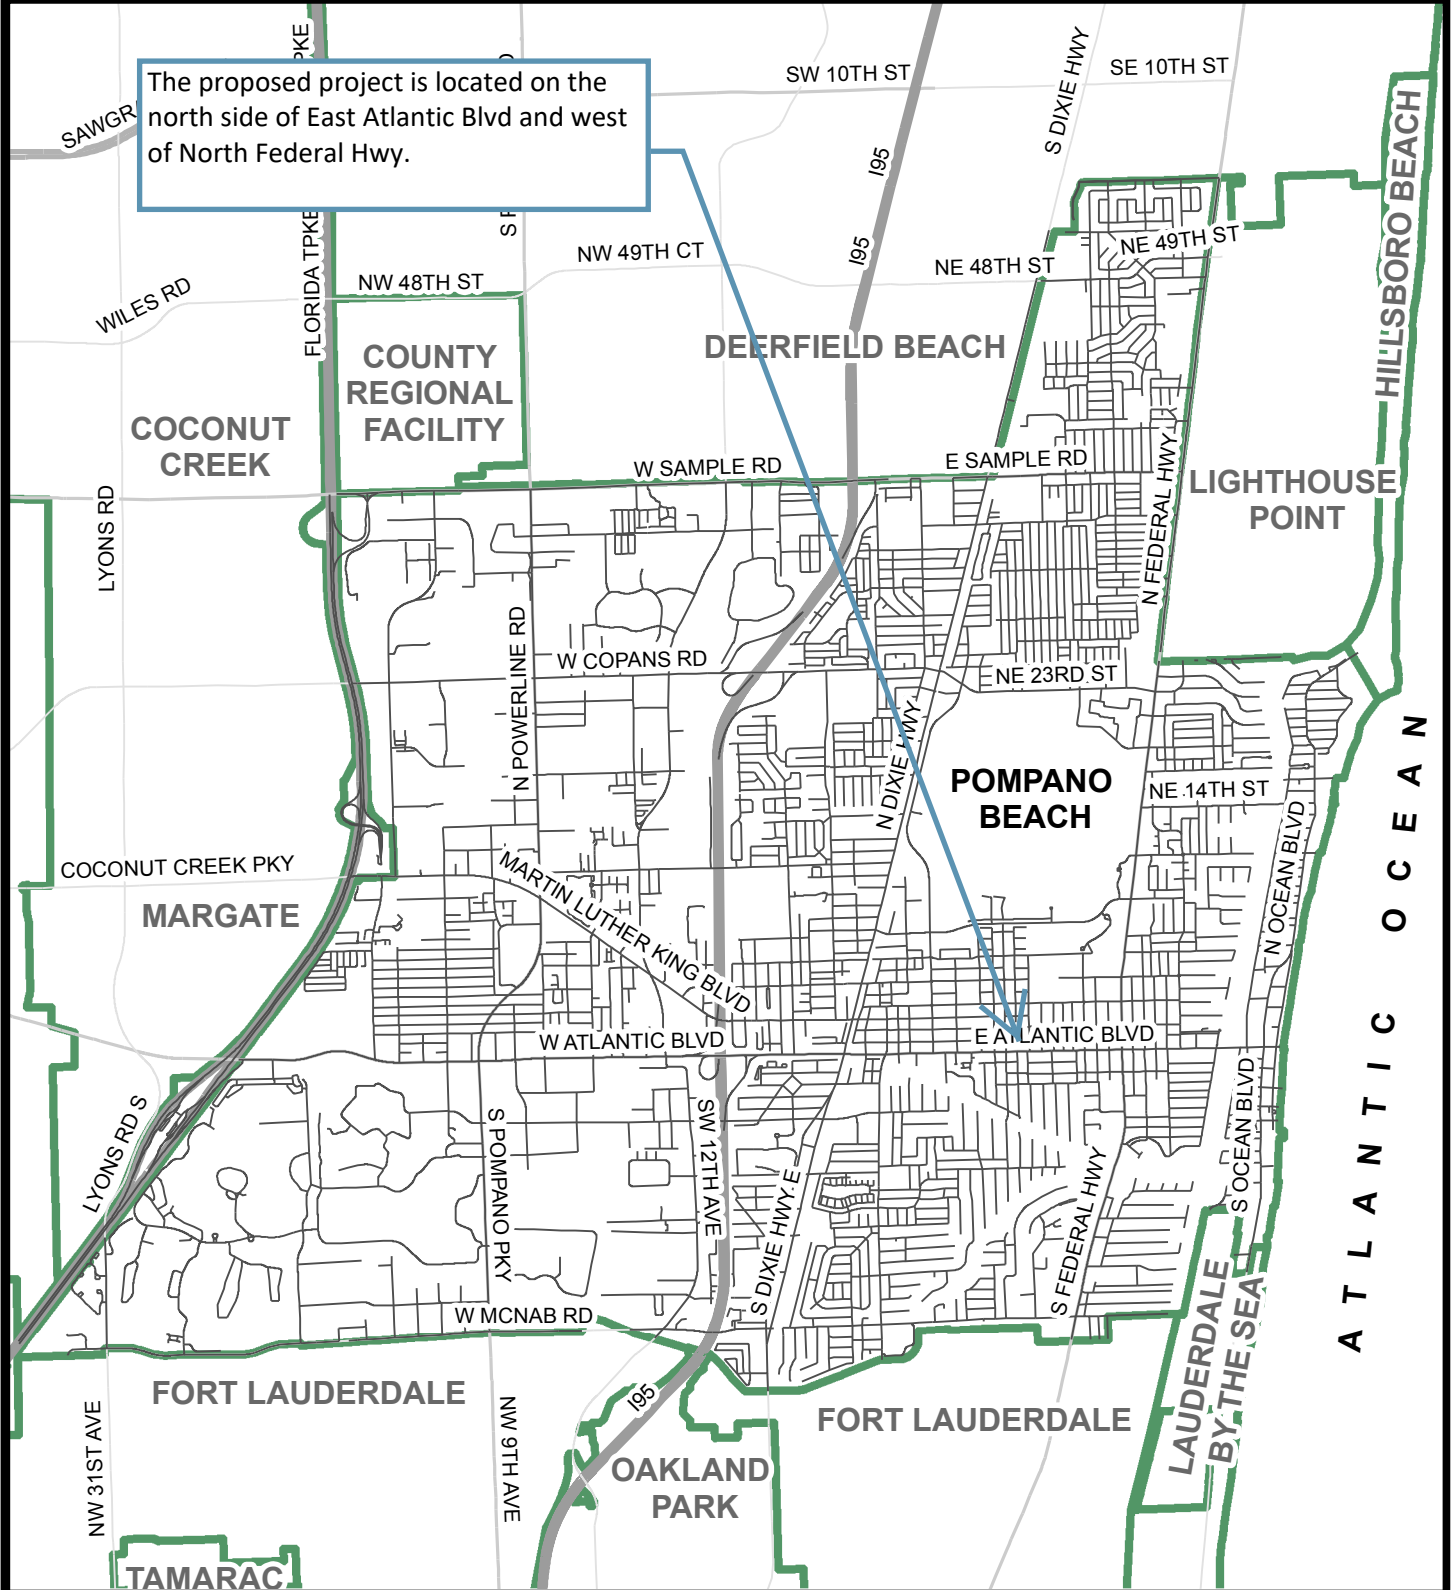 The proposed project is located on the
north side of East Atlantic Blvd and west
of North Federal Hwy.
SW 10TH ST
SE 10TH ST
S DIXIE HWY
I95
I95
FLORIDA TPKE
NW 49TH CT
NE 49TH ST
NE 48TH ST
NW 48TH ST
WILES RD
HILLSBORO BEACH
DEERFIELD BEACH
COUNTY
REGIONAL
FACILITY
COCONUT
CREEK
W SAMPLE RD
E SAMPLE RD
LYONS RD
N FEDERAL HWY
LIGHTHOUSE
POINT
N POWERLINE RD
W COPANS RD
NE 23RD ST
N DIXIE HWY
POMPANO
BEACH
NE 14TH ST
N OCEAN BLVD
ATLANTIC OCEAN
COCONUT CREEK PKY
MARGATE
MARTIN LUTHER KING BLVD
W ATLANTIC BLVD
E ATLANTIC BLVD
LYONS RD S
S POMPANO PKY
SW 12TH AVE
S DIXIE HWY E
S FEDERAL HWY
S OCEAN BLVD
W MCNAB RD
FORT LAUDERDALE
FORT LAUDERDALE
LAUDERDALE
BY THE SEA
I95
NW 31ST AVE
NW 9TH AVE
OAKLAND
PARK
TAMARAC